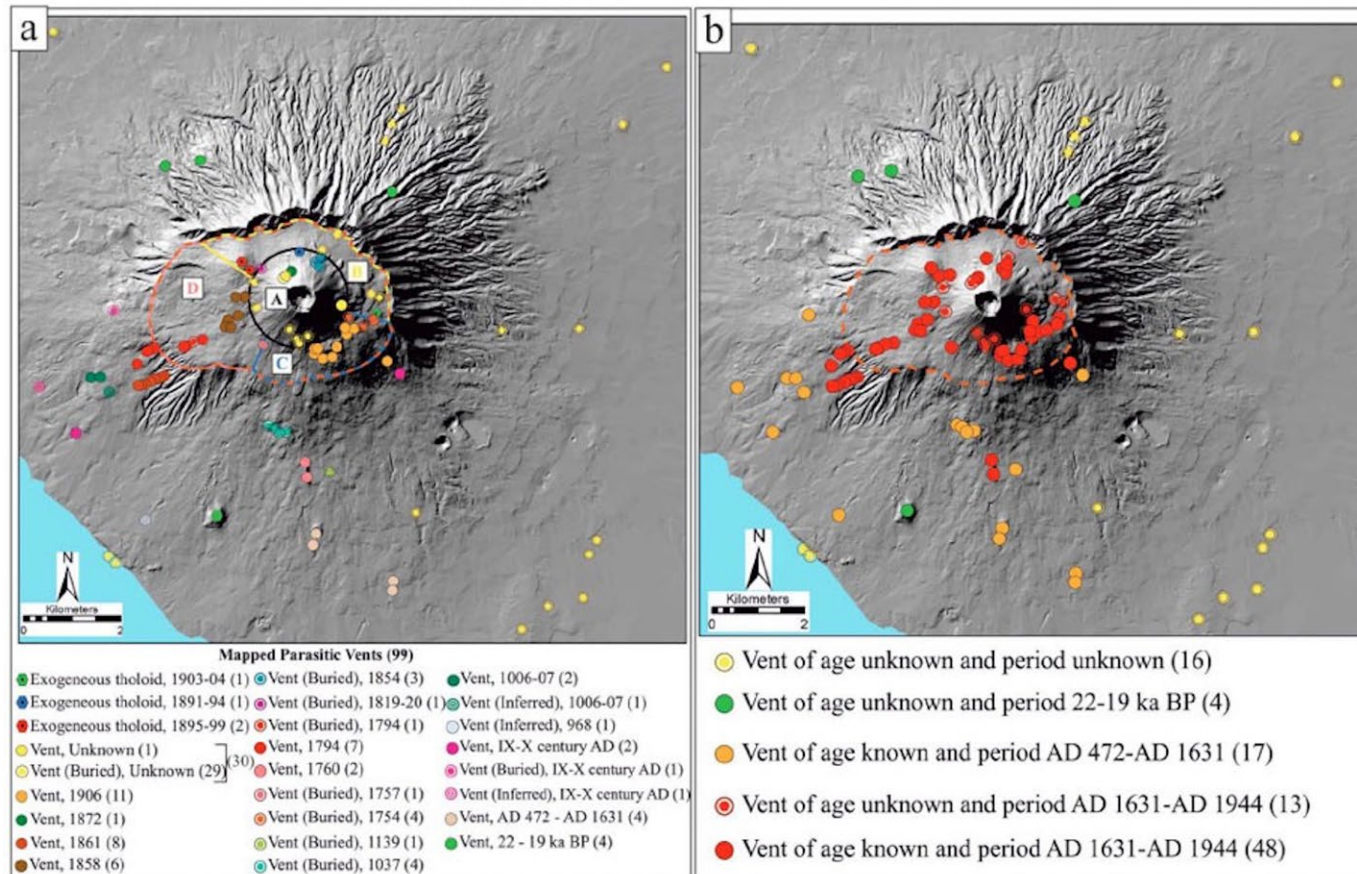 a
B
A
D
C
N
Kilometers
0 2
Mapped Parasitic Vents (99)
Exogeneous tholoid, 1903-04 (1)
Exogeneous tholoid, 1891-94 (1)
Exogeneous tholoid, 1895-99 (2)
Vent, Unknown (1)
Vent (Buried), Unknown (29)
(30)
Vent, 1906 (11)
Vent, 1872 (1)
Vent, 1861 (8)
Vent, 1858 (6)
Vent (Buried), 1854 (3)
Vent (Buried), 1819-20 (1)
Vent (Buried), 1794 (1)
Vent, 1794 (7)
Vent, 1760 (2)
Vent (Buried), 1757 (1)
Vent (Buried), 1754 (4)
Vent (Buried), 1139 (1)
Vent (Buried), 1037 (4)
Vent, 1006-07 (2)
Vent (Inferred), 1006-07 (1)
Vent (Inferred), 968 (1)
Vent, IX-X century AD (2)
Vent (Buried), IX-X century AD (1)
Vent (Inferred), IX-X century AD (1)
Vent, AD 472 - AD 1631 (4)
Vent, 22 - 19 ka BP (4)
b
N
Kilometers
0 2
Vent of age unknown and period unknown (16)
Vent of age unknown and period 22-19 ka BP (4)
Vent of age known and period AD 472-AD 1631 (17)
Vent of age unknown and period AD 1631-AD 1944 (13)
Vent of age known and period AD 1631-AD 1944 (48)